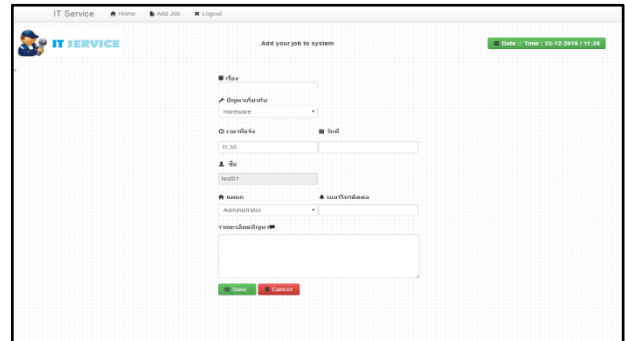 IT Service Home Add Job Logout
IT SERVICE
Add your job to system
Date :: Time : 23-12-2016 / 11:39
เรื่อง
ปัญหาเกี่ยวกับ
Hareware
เวลาที่แจ้ง วันที่
11:35
ชื่อ
test01
แผนก เบอร์โทรติดต่อ
Administrator
รายละเอียดปัญหา
Save Cancel